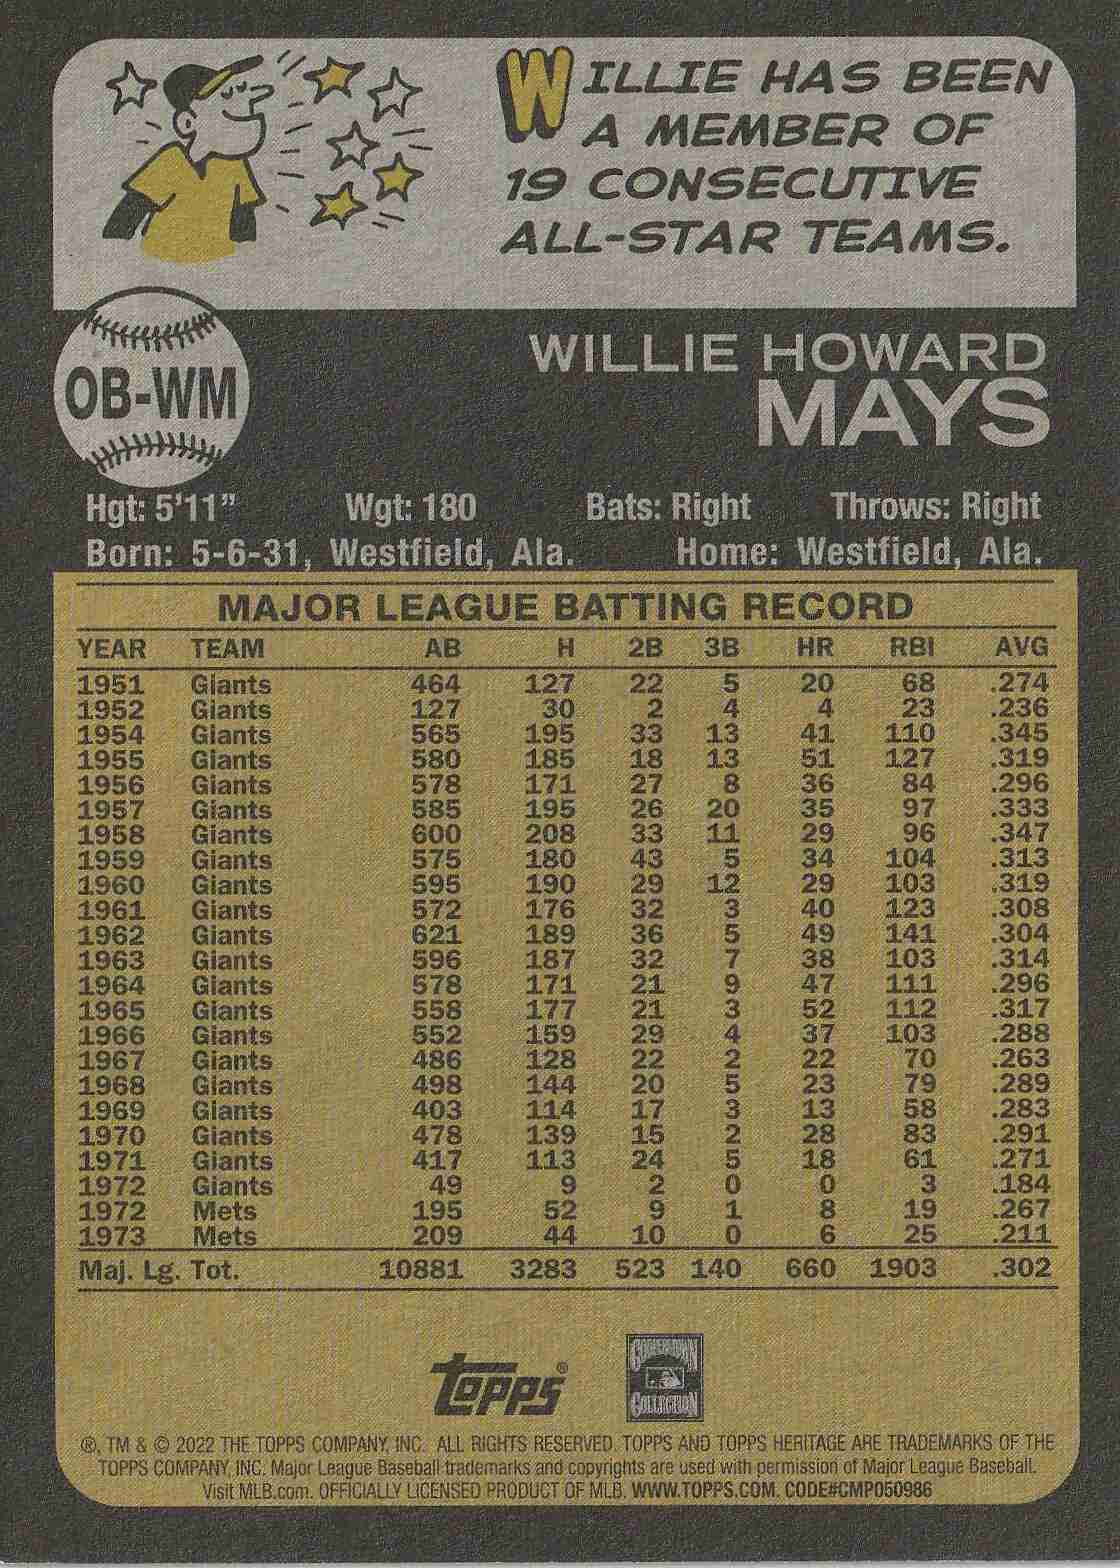 WILLIE HAS BEEN
A MEMBER OF
19 CONSECUTIVE
ALL-STAR TEAMS.
OB-WM
WILLIE HOWARD
MAYS
Hgt: 5'11" Wgt: 180 Bats: Right Throws: Right
Born: 5-6-31, Westfield, Ala. Home: Westfield, Ala.
MAJOR LEAGUE BATTING RECORD
YEAR TEAM AB H 2B 3B HR RBI AVG
1951 Giants 464 127 22 5 20 68 .274
1952 Giants 127 30 2 4 4 23 .236
1954 Giants 565 195 33 13 41 110 .345
1955 Giants 580 185 18 13 51 127 .319
1956 Giants 578 171 27 8 36 84 .296
1957 Giants 585 195 26 20 35 97 .333
1958 Giants 600 208 33 11 29 96 .347
1959 Giants 575 180 43 5 34 104 .313
1960 Giants 595 190 29 12 29 103 .319
1961 Giants 572 176 32 3 40 123 .308
1962 Giants 621 189 36 5 49 141 .304
1963 Giants 596 187 32 7 38 103 .314
1964 Giants 578 171 21 9 47 111 .296
1965 Giants 558 177 21 3 52 112 .317
1966 Giants 552 159 29 4 37 103 .288
1967 Giants 486 128 22 2 22 70 .263
1968 Giants 498 144 20 5 23 79 .289
1969 Giants 403 114 17 3 13 58 .283
1970 Giants 478 139 15 2 28 83 .291
1971 Giants 417 113 24 5 18 61 .271
1972 Giants 49 9 2 0 0 3 .184
1972 Mets 195 52 9 1 8 19 .267
1973 Mets 209 44 10 0 6 25 .211
Maj. Lg. Tot. 10881 3283 523 140 660 1903 .302
topps® COOPERSTOWN
COLLECTION
®, TM & © 2022 THE TOPPS COMPANY, INC. ALL RIGHTS RESERVED. TOPPS AND TOPPS HERITAGE ARE TRADEMARKS OF THE
TOPPS COMPANY, INC. Major League Baseball trademarks and copyrights are used with permission of Major League Baseball.
Visit MLB.com. OFFICIALLY LICENSED PRODUCT OF MLB. WWW.TOPPS.COM. CODE#CMP050986